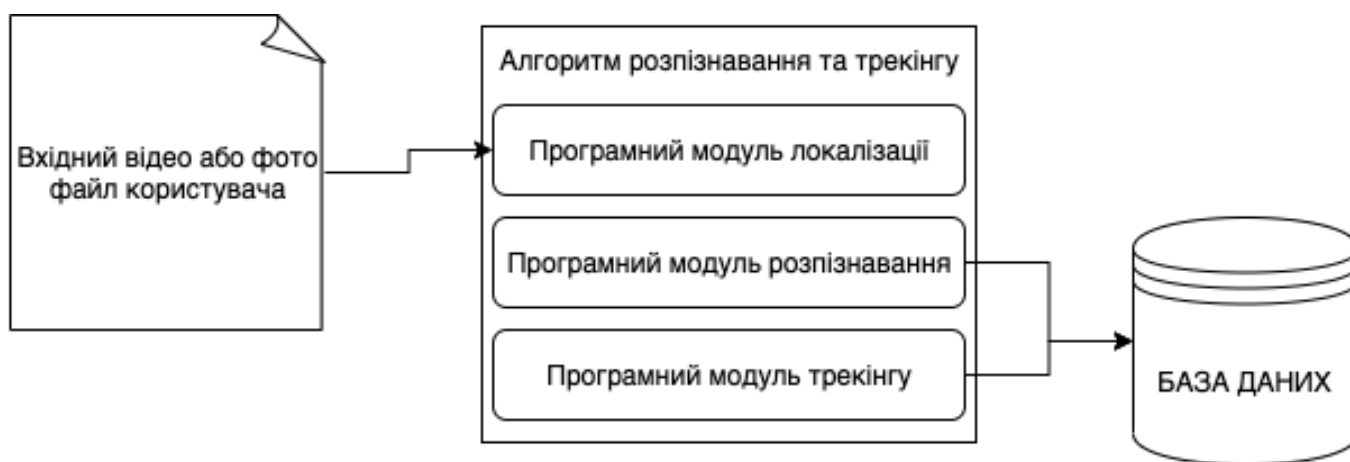 Вхідний відео або фото
файл користувача
Алгоритм розпізнавання та трекінгу
Програмний модуль локалізації
Програмний модуль розпізнавання
Програмний модуль трекінгу
БАЗА ДАНИХ